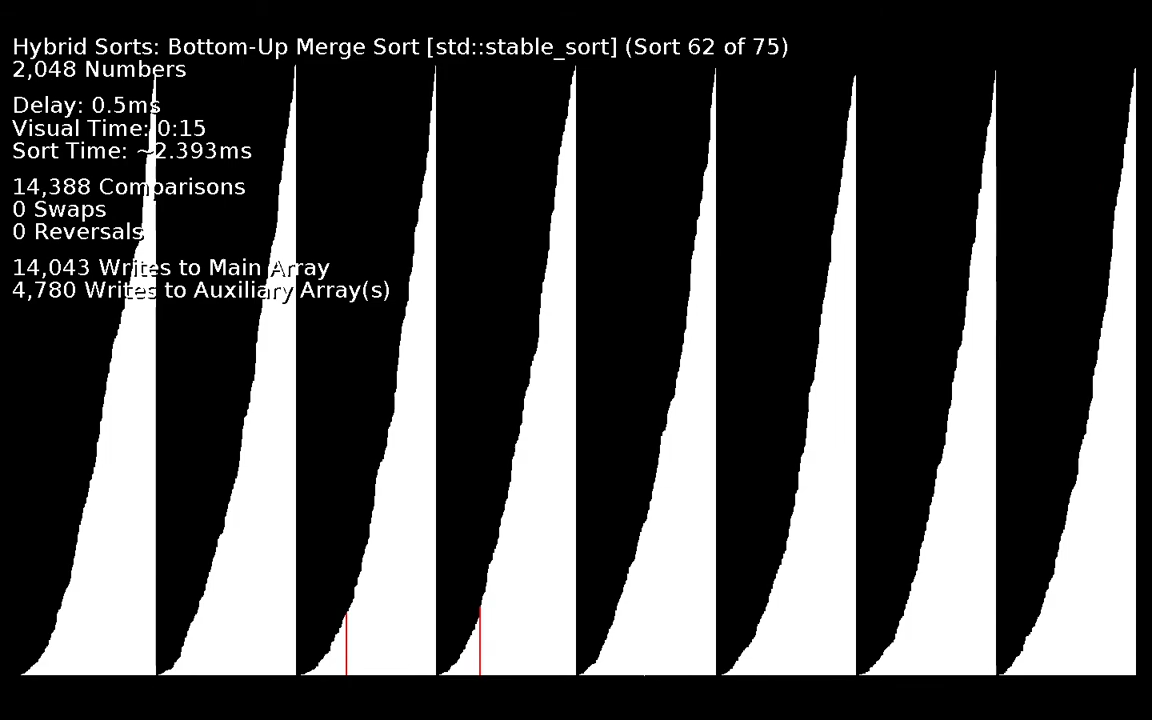 Hybrid Sorts: Bottom-Up Merge Sort [std::stable_sort] (Sort 62 of 75)
2,048 Numbers
Delay: 0.5ms
Visual Time: 0:15
Sort Time: ~2.393ms
14,388 Comparisons
0 Swaps
0 Reversals
14,043 Writes to Main Array
4,780 Writes to Auxiliary Array(s)